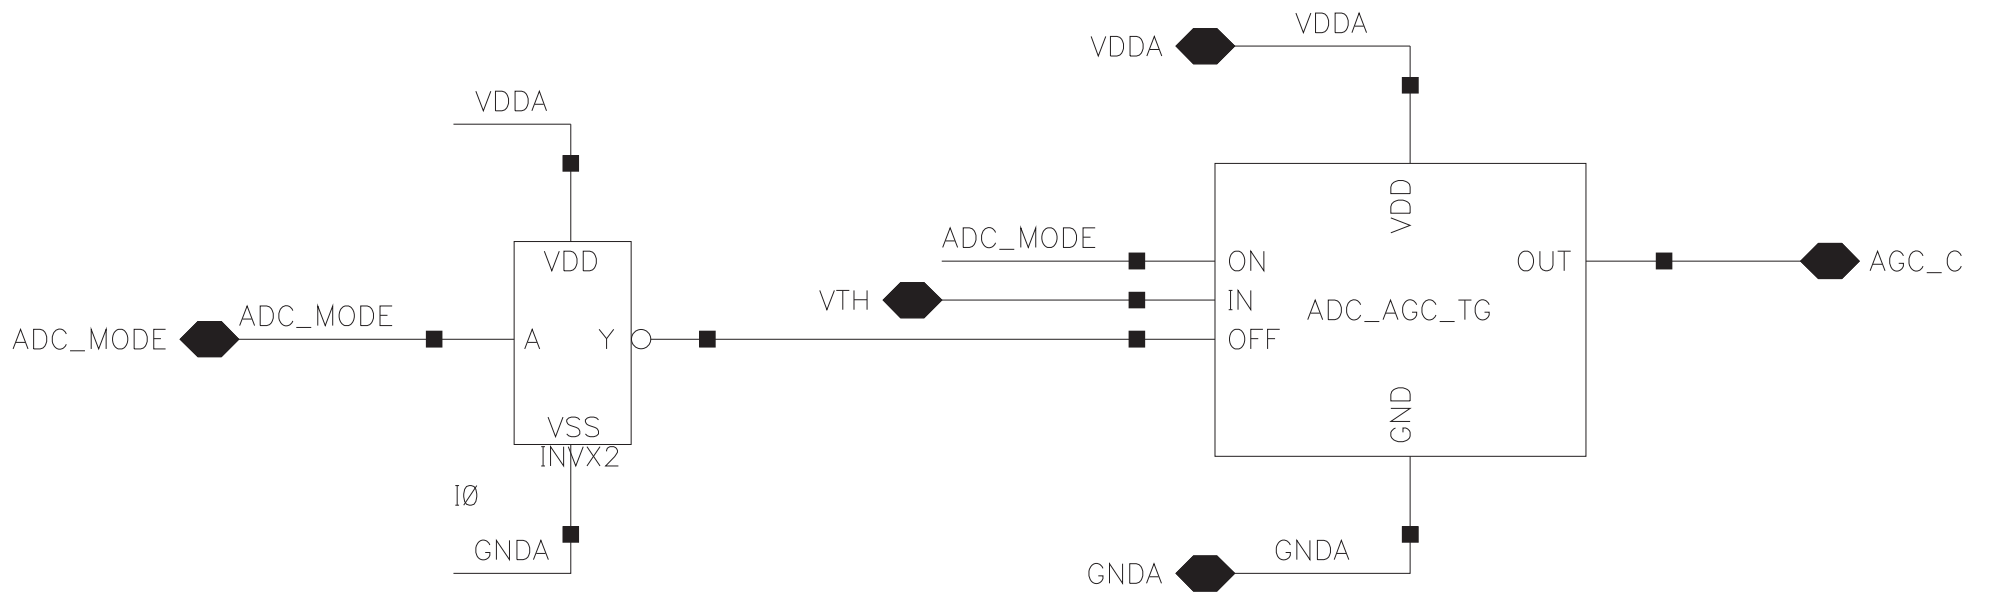 VDDA
VDDA
VDDA
VDD
ADC_MODE
ON
OUT
AGC_C
VDD
VTH
IN
ADC_AGC_TG
ADC_MODE
ADC_MODE
A
Y
OFF
GND
VSS
INVX2
IØ
GNDA
GNDA
GNDA